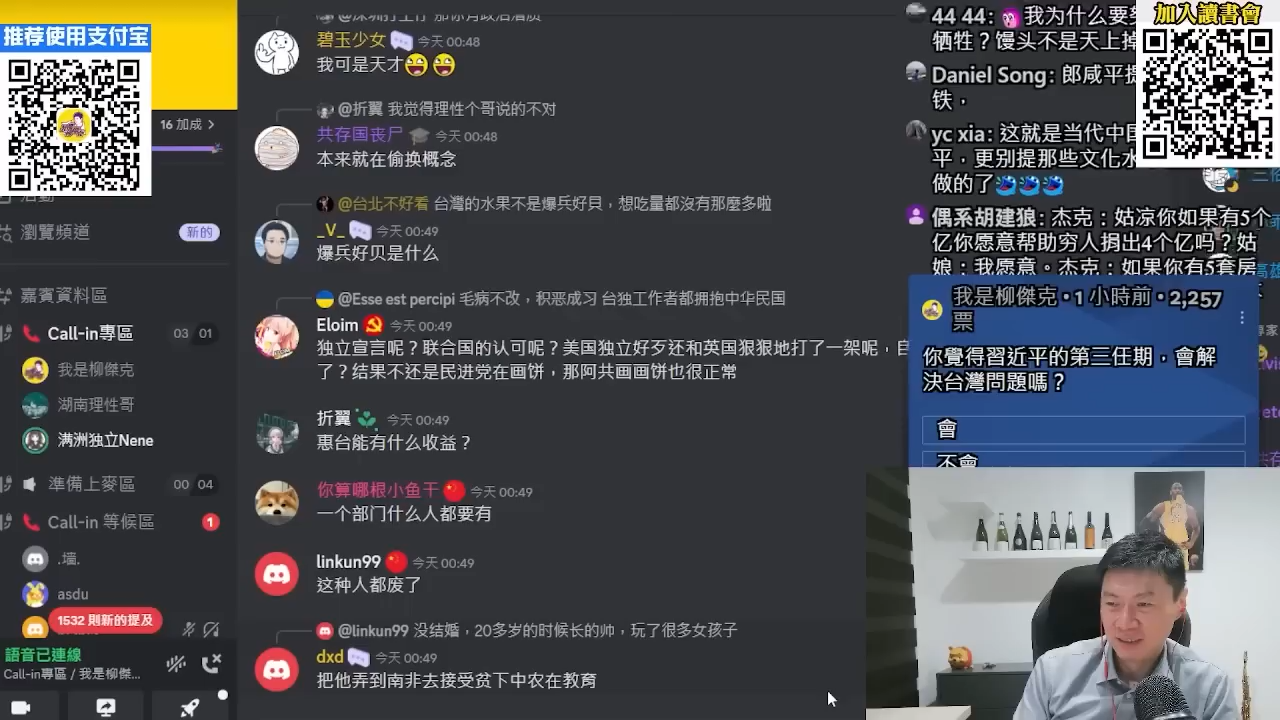 推荐使用支付宝
16 加成
瀏覽頻道
新的
嘉賓資料區
Call-in專區
03 01
我是柳傑克
湖南理性哥
满洲独立Nene
準備上麥區
00 04
Call-in 等候區
1
.墙.
asdu
1532 則新的提及
語音已連線
Call-in專區 / 我是柳傑...
碧玉少女 今天 00:48
我可是天才😄😄
@折翼 我觉得理性个哥说的不对
共存国丧尸 今天 00:48
本来就在偷换概念
@台北不好看 台灣的水果不是爆兵好貝，想吃量都沒有那麼多啦
_V_ 今天 00:49
爆兵好贝是什么
@Esse est percipi 毛病不改，积恶成习 台独工作者都拥抱中华民国
Eloim 今天 00:49
独立宣言呢？联合国的认可呢？美国独立好歹还和英国狠狠地打了一架呢，自
了？结果不还是民进党在画饼，那阿共画画饼也很正常
折翼 今天 00:49
惠台能有什么收益？
你算哪根小鱼干 今天 00:49
一个部门什么人都要有
linkun99 今天 00:49
这种人都废了
@linkun99 没结婚，20多岁的时候长的帅，玩了很多女孩子
dxd 今天 00:49
把他弄到南非去接受贫下中农在教育
加入讀書會
44 44: 我为什么要
牺牲？馒头不是天上掉
Daniel Song: 郎咸平提
铁，
yc xia: 这就是当代中国
平，更别提那些文化水
做的了
偶系胡建狼: 杰克：姑凉你如果有5个
亿你愿意帮助穷人捐出4个亿吗？姑
娘：我愿意。杰克：如果你有5套房
我是柳傑克 • 1 小時前 • 2,257
票
你覺得習近平的第三任期，會解
決台灣問題嗎？
會
不會